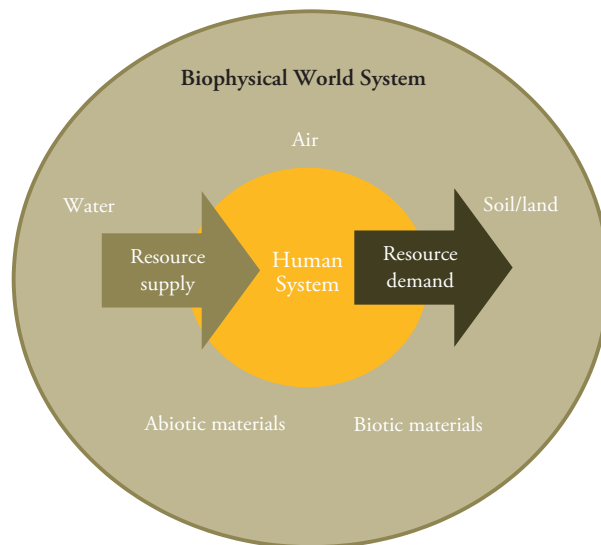 Biophysical World System
Air
Water
Soil/land
Resource
supply
Human
System
Resource
demand
Abiotic materials
Biotic materials